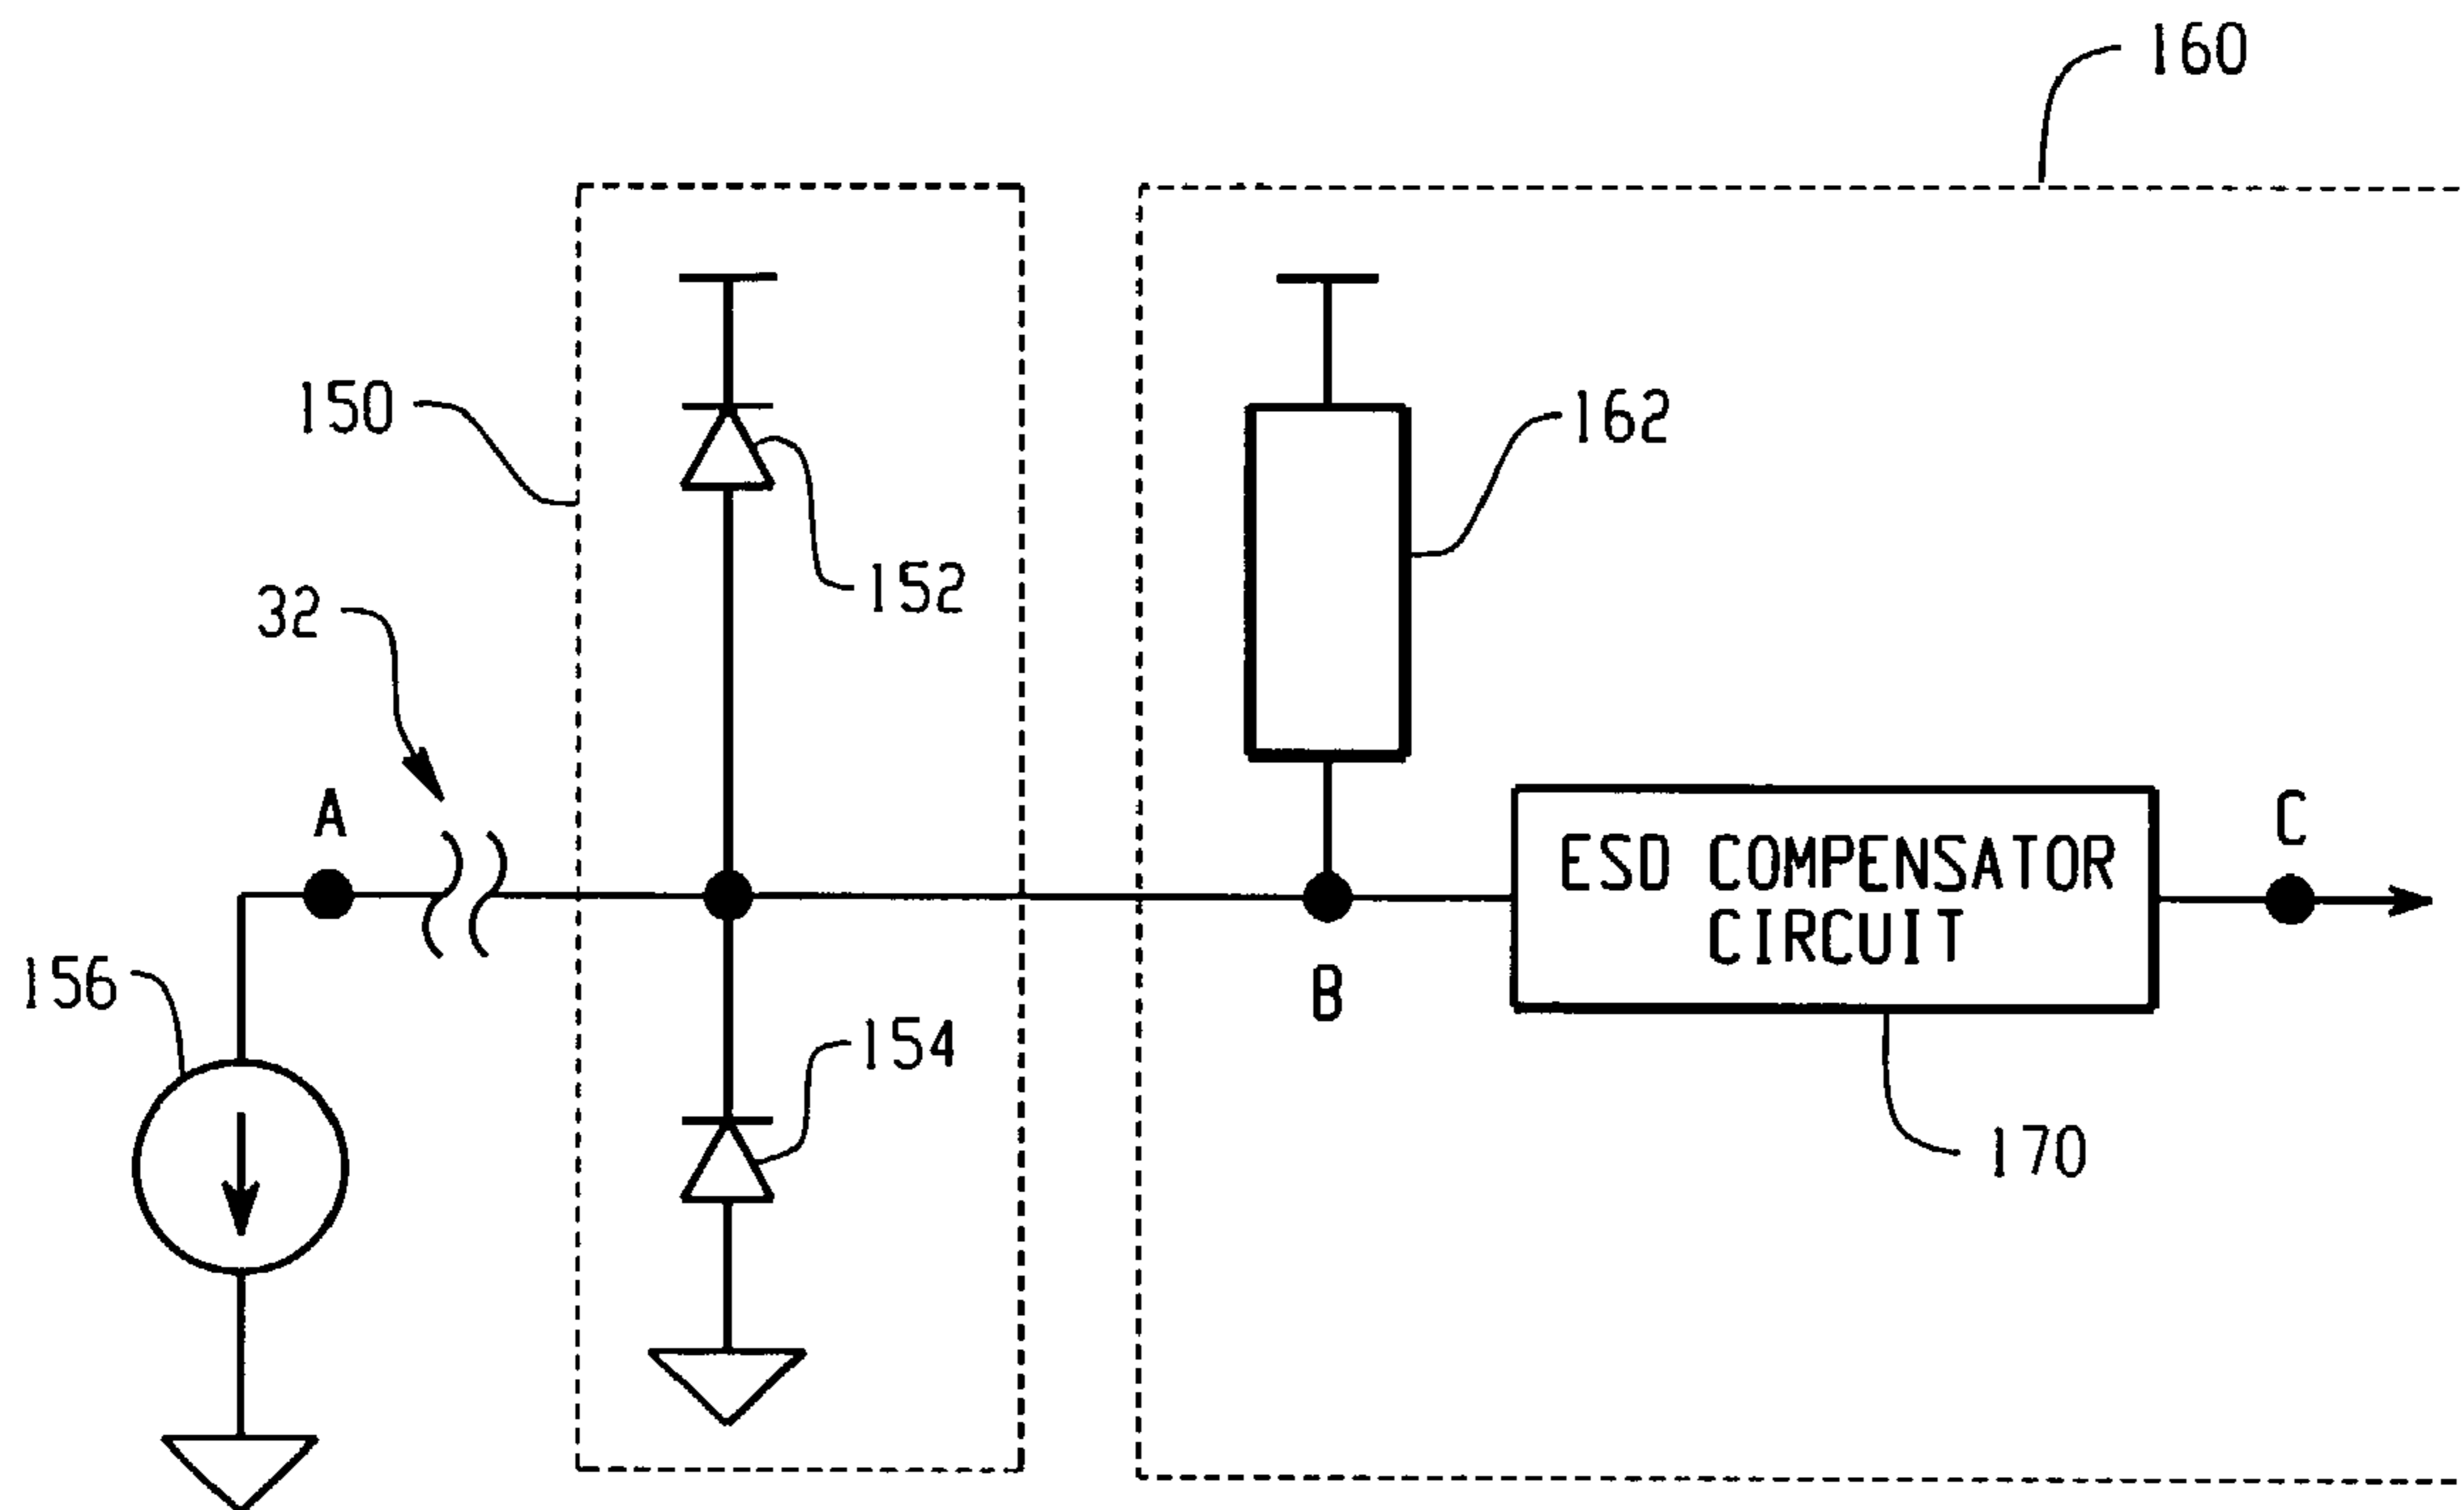 160
150
162
152
32
A
C
ESD COMPENSATOR
CIRCUIT
156
B
154
170